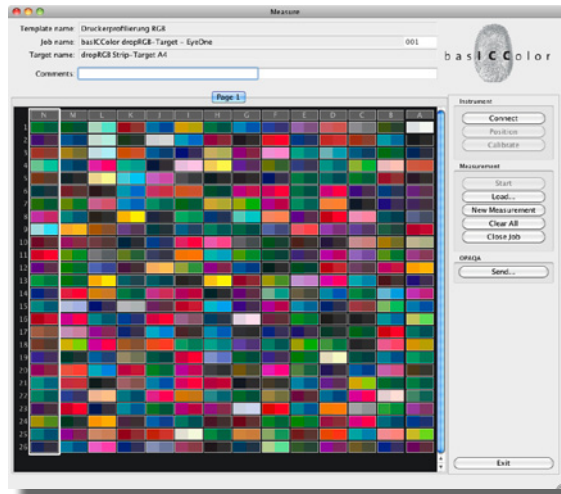 Measure
Template name: Druckerprofilierung RGB
Job name: basICColor dropRGB-Target - EyeOne 001
Target name: dropRGB Strip-Target A4
Comments:
basICColor
Page 1
N M L K J I H G F E D C B A
1
2
3
4
5
6
7
8
9
10
11
12
13
14
15
16
17
18
19
20
21
22
23
24
25
26
Instrument
Connect
Position
Calibrate
Measurement
Start
Load...
New Measurement
Clear All
Close Job
OPAQA
Send...
Exit